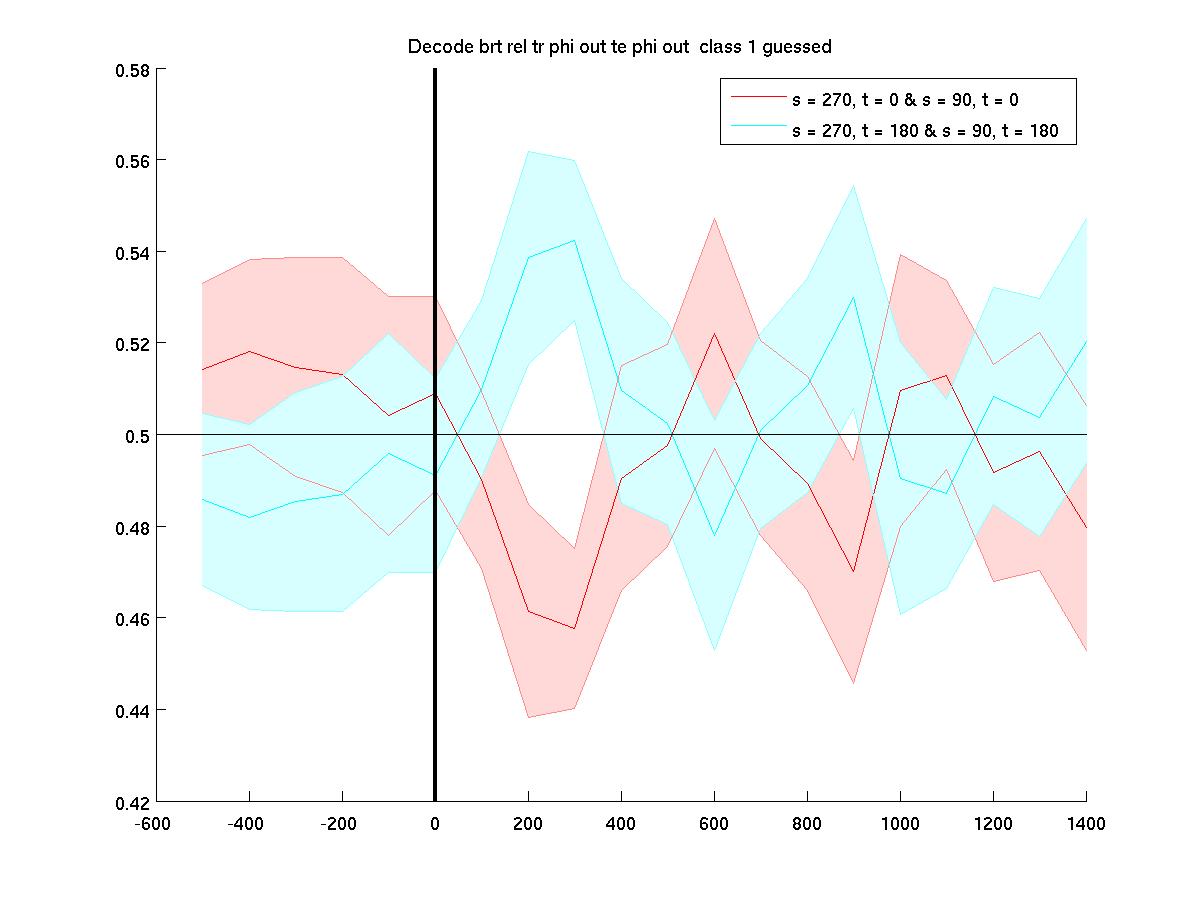 Decode brt rel tr phi out te phi out  class 1 guessed
s = 270, t = 0 & s = 90, t = 0
s = 270, t = 180 & s = 90, t = 180
0.58
0.56
0.54
0.52
0.5
0.48
0.46
0.44
0.42
-600 -400 -200 0 200 400 600 800 1000 1200 1400